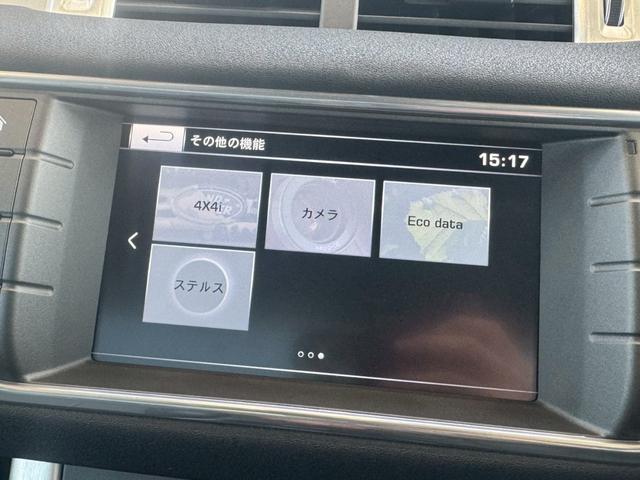 その他の機能
15:17
4X4i
カメラ
Eco data
ステルス